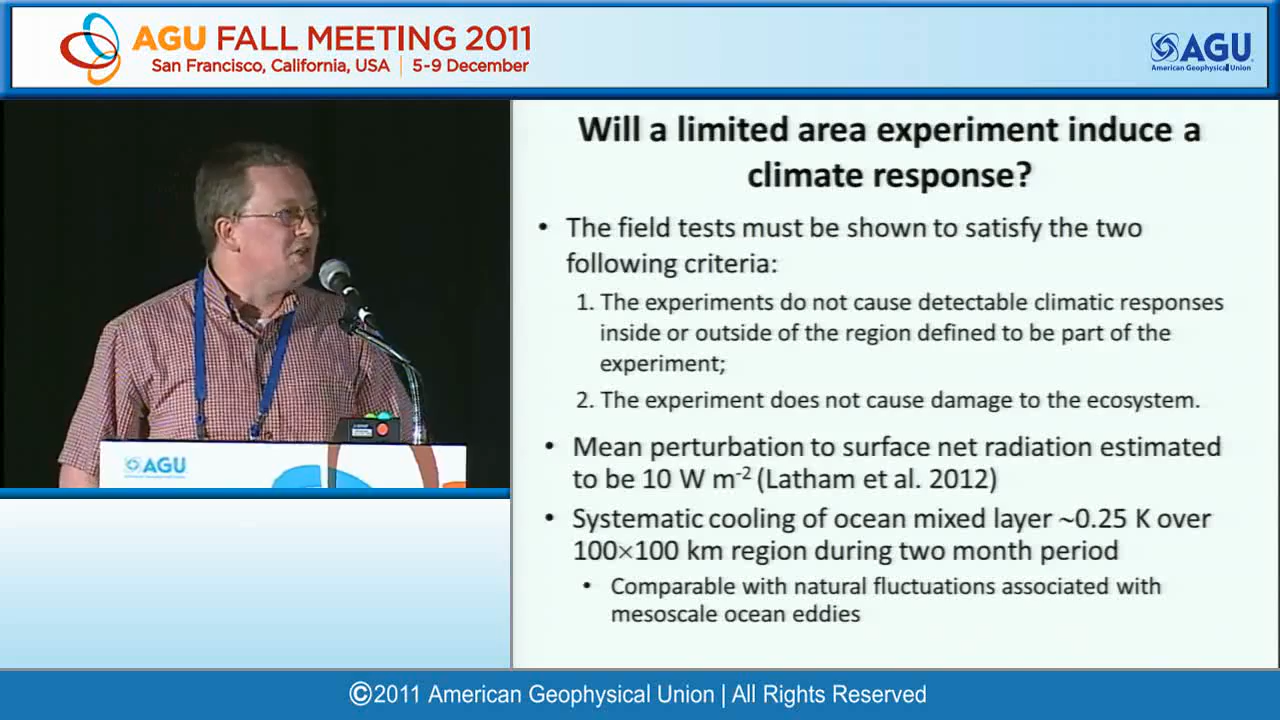 AGU FALL MEETING 2011
San Francisco, California, USA | 5-9 December
AGU
American Geophysical Union
Will a limited area experiment induce a
climate response?
• The field tests must be shown to satisfy the two
following criteria:
1. The experiments do not cause detectable climatic responses
inside or outside of the region defined to be part of the
experiment;
2. The experiment does not cause damage to the ecosystem.
• Mean perturbation to surface net radiation estimated
to be 10 W m⁻² (Latham et al. 2012)
• Systematic cooling of ocean mixed layer ~0.25 K over
100×100 km region during two month period
• Comparable with natural fluctuations associated with
mesoscale ocean eddies
AGU
©2011 American Geophysical Union | All Rights Reserved